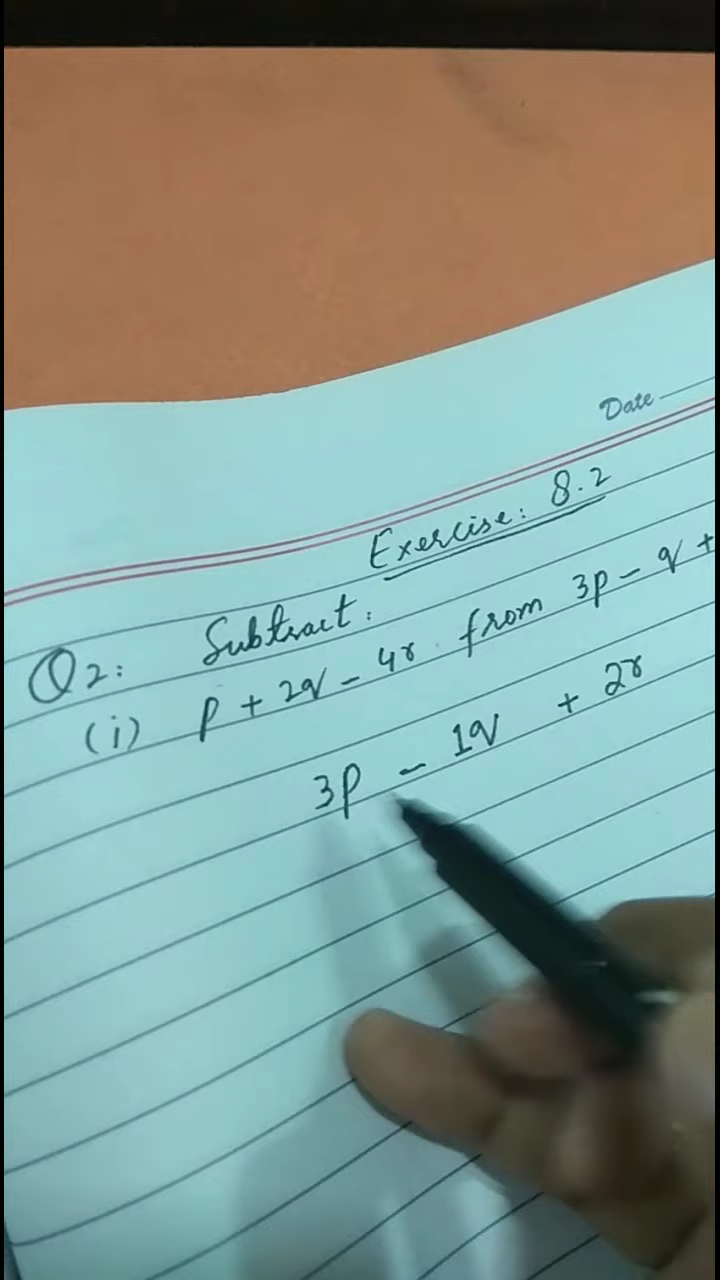 Date
Exercise: 8.2
Q2: Subtract:
(i) p + 2q - 4r from 3p - q +
3p - 1q + 2r